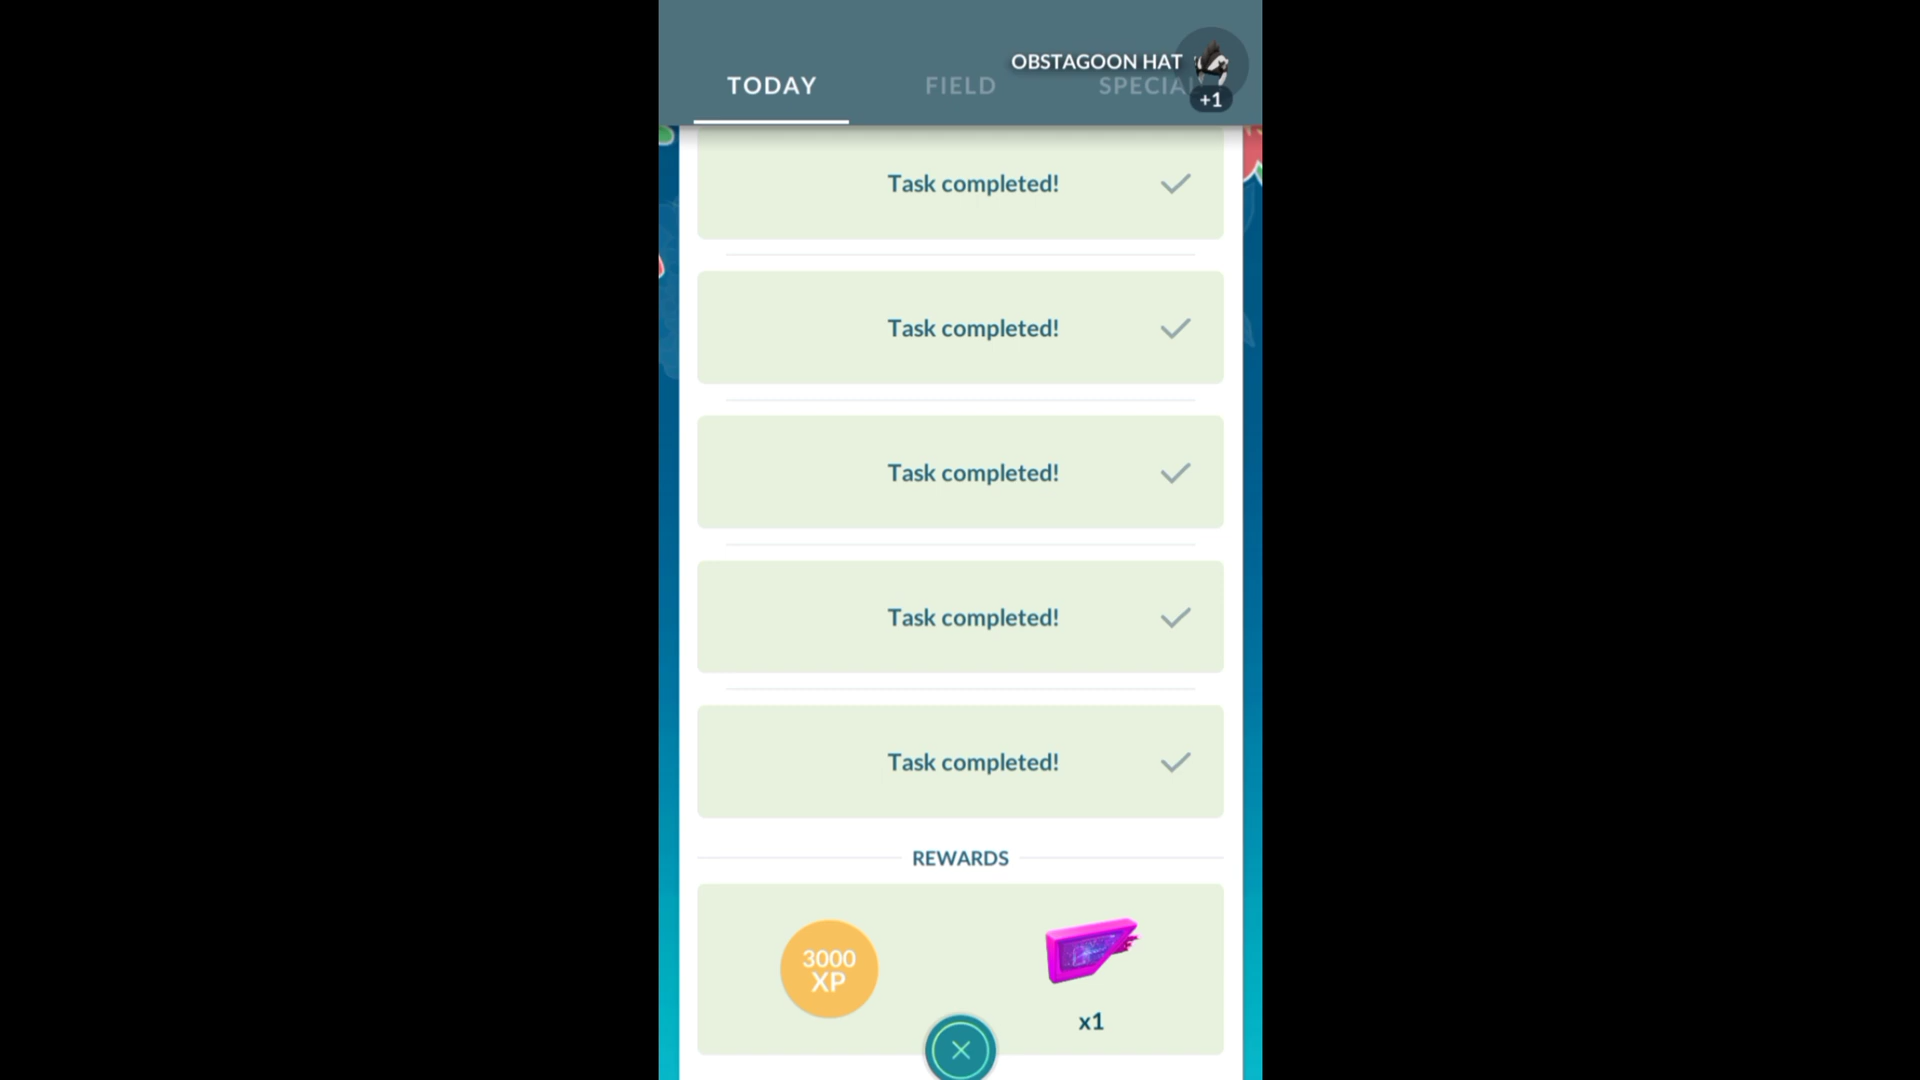 OBSTAGOON HAT
+1
TODAY
FIELD
SPECIAL
Task completed!
Task completed!
Task completed!
Task completed!
Task completed!
REWARDS
3000
XP
x1